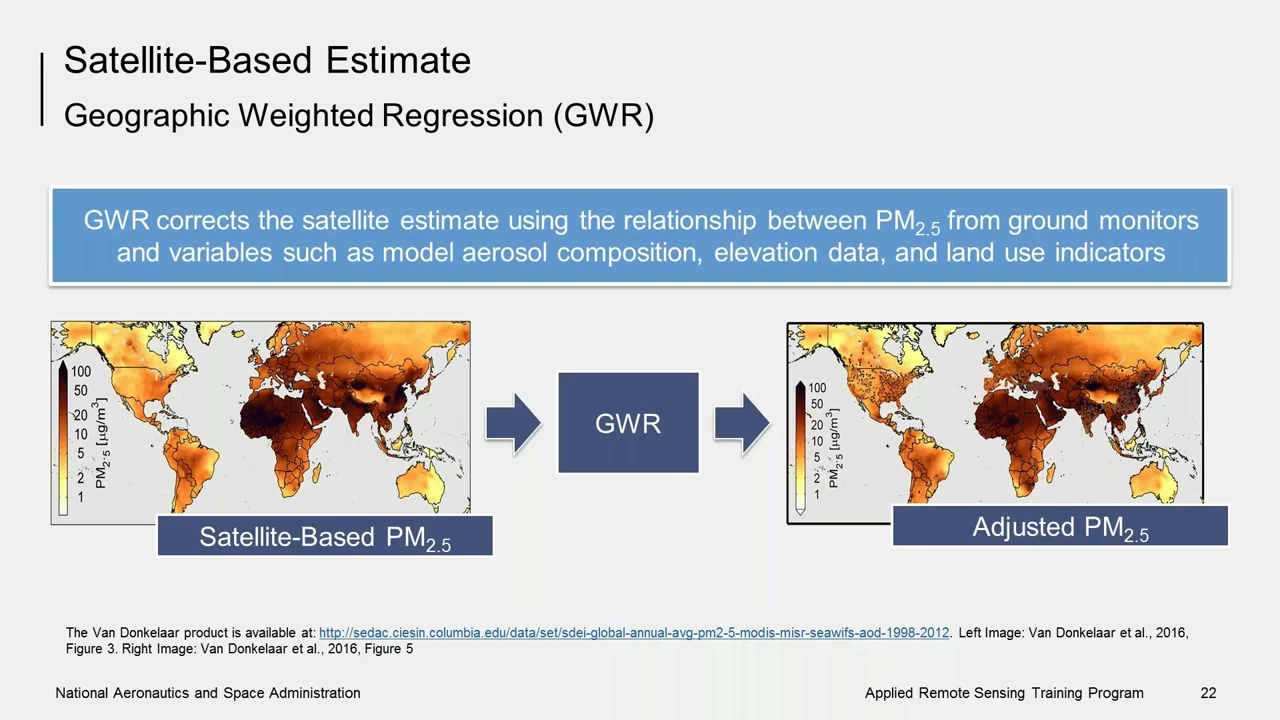 Satellite-Based Estimate
Geographic Weighted Regression (GWR)
GWR corrects the satellite estimate using the relationship between PM2.5 from ground monitors
and variables such as model aerosol composition, elevation data, and land use indicators
100
50
20
10
5
2
1
PM2.5 [µg/m3]
Satellite-Based PM2.5
GWR
100
50
20
10
5
2
1
PM2.5 [µg/m3]
Adjusted PM2.5
The Van Donkelaar product is available at: http://sedac.ciesin.columbia.edu/data/set/sdei-global-annual-avg-pm2-5-modis-misr-seawifs-aod-1998-2012. Left Image: Van Donkelaar et al., 2016,
Figure 3. Right Image: Van Donkelaar et al., 2016, Figure 5
National Aeronautics and Space Administration
Applied Remote Sensing Training Program
22